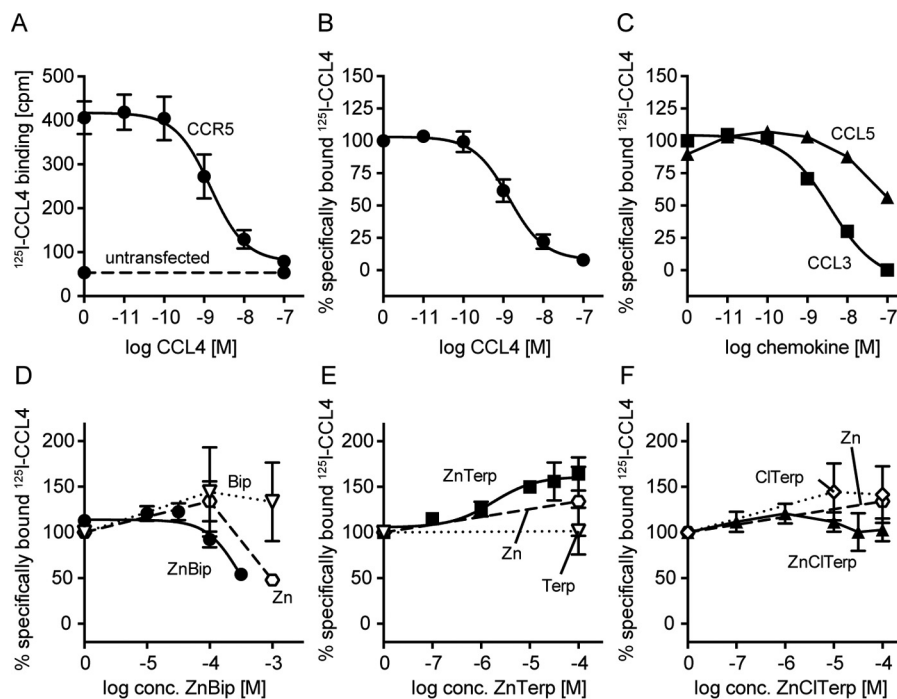 A
¹²⁵I-CCL4 binding [cpm]
500
400
300
200
100
0
CCR5
untransfected
0 -11 -10 -9 -8 -7
log CCL4 [M]
B
% specifically bound ¹²⁵I-CCL4
150
125
100
75
50
25
0
0 -11 -10 -9 -8 -7
log CCL4 [M]
C
% specifically bound ¹²⁵I-CCL4
150
125
100
75
50
25
0
CCL5
CCL3
0 -11 -10 -9 -8 -7
log chemokine [M]
D
% specifically bound ¹²⁵I-CCL4
200
150
100
50
0
Bip
ZnBip
Zn
0 -5 -4 -3
log conc. ZnBip [M]
E
% specifically bound ¹²⁵I-CCL4
200
150
100
50
0
ZnTerp
Zn
Terp
0 -7 -6 -5 -4
log conc. ZnTerp [M]
F
% specifically bound ¹²⁵I-CCL4
200
150
100
50
0
ClTerp
Zn
ZnClTerp
0 -7 -6 -5 -4
log conc. ZnClTerp [M]